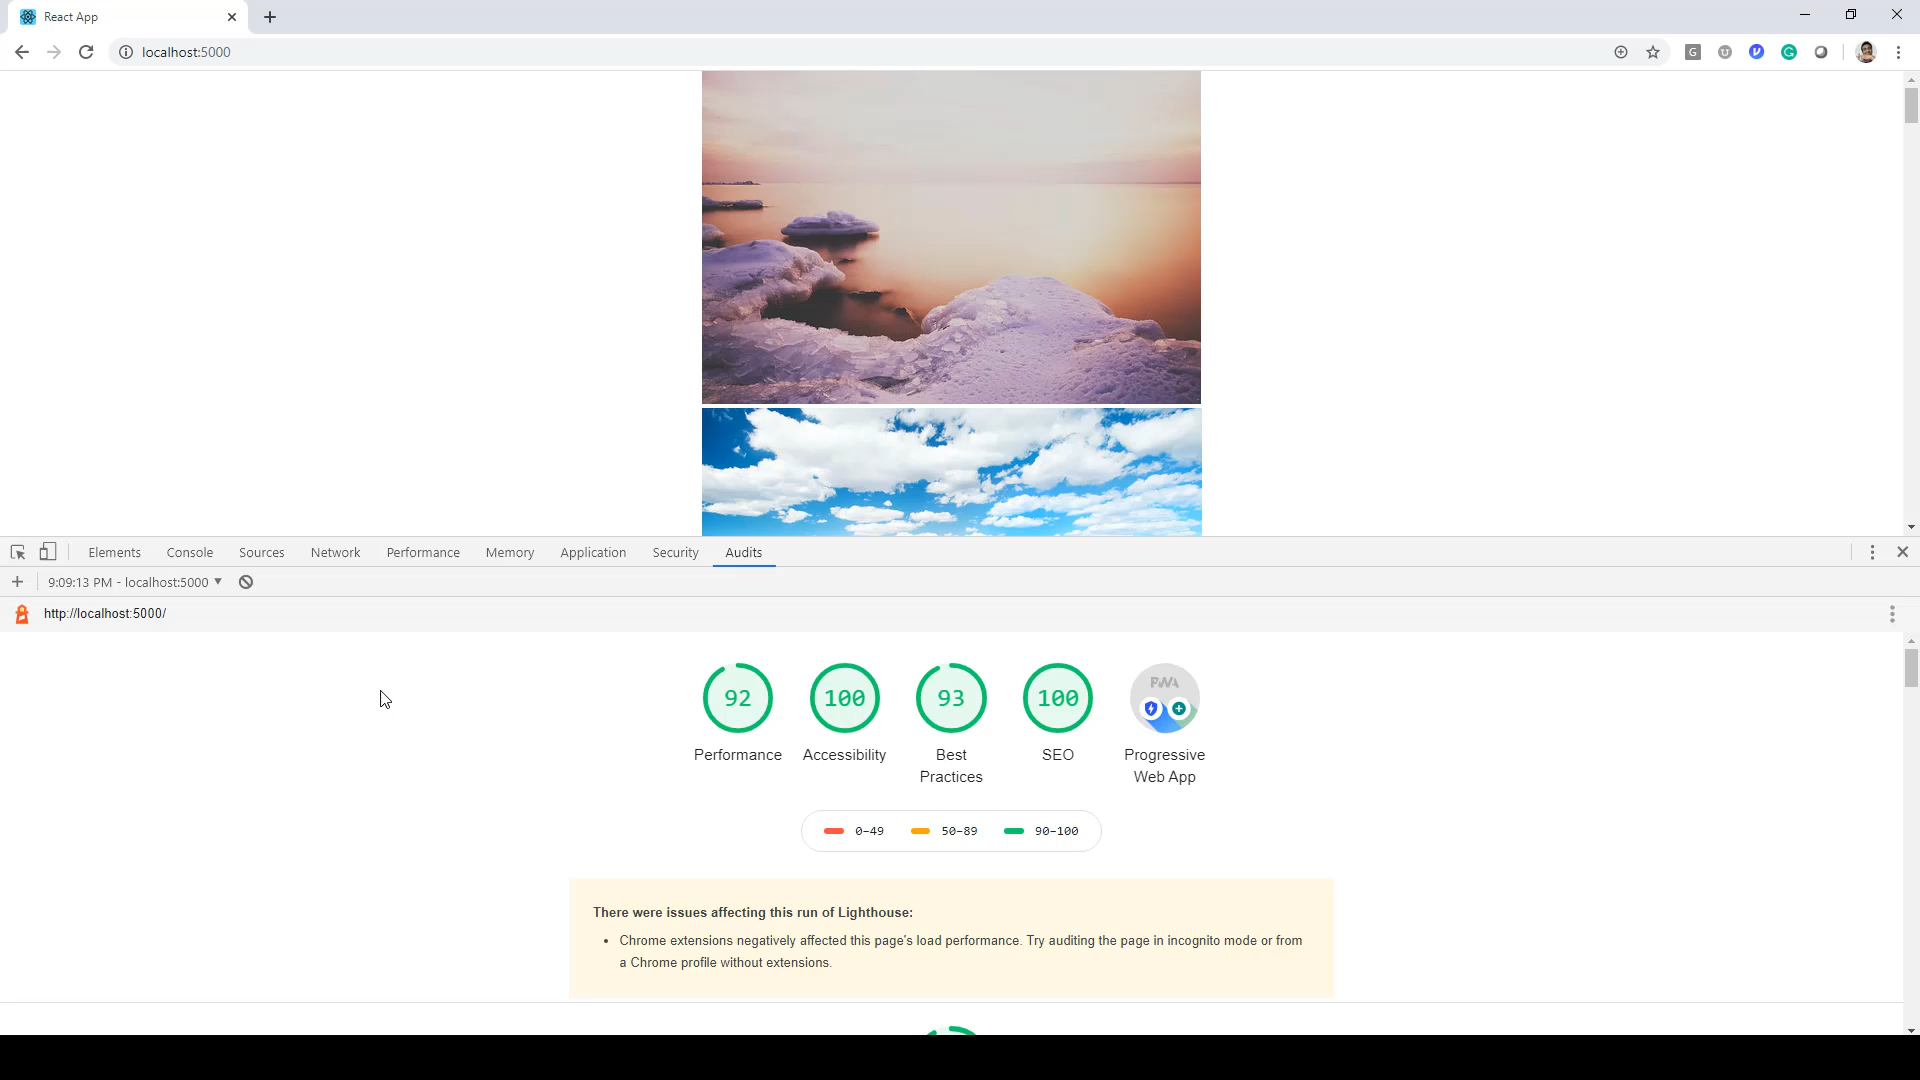 React App
localhost:5000
Elements Console Sources Network Performance Memory Application Security Audits
9:09:13 PM - localhost:5000
http://localhost:5000/
92 100 93 100 PWA
Performance Accessibility Best Practices SEO Progressive Web App
0–49 50–89 90–100
There were issues affecting this run of Lighthouse:
• Chrome extensions negatively affected this page's load performance. Try auditing the page in incognito mode or from
a Chrome profile without extensions.